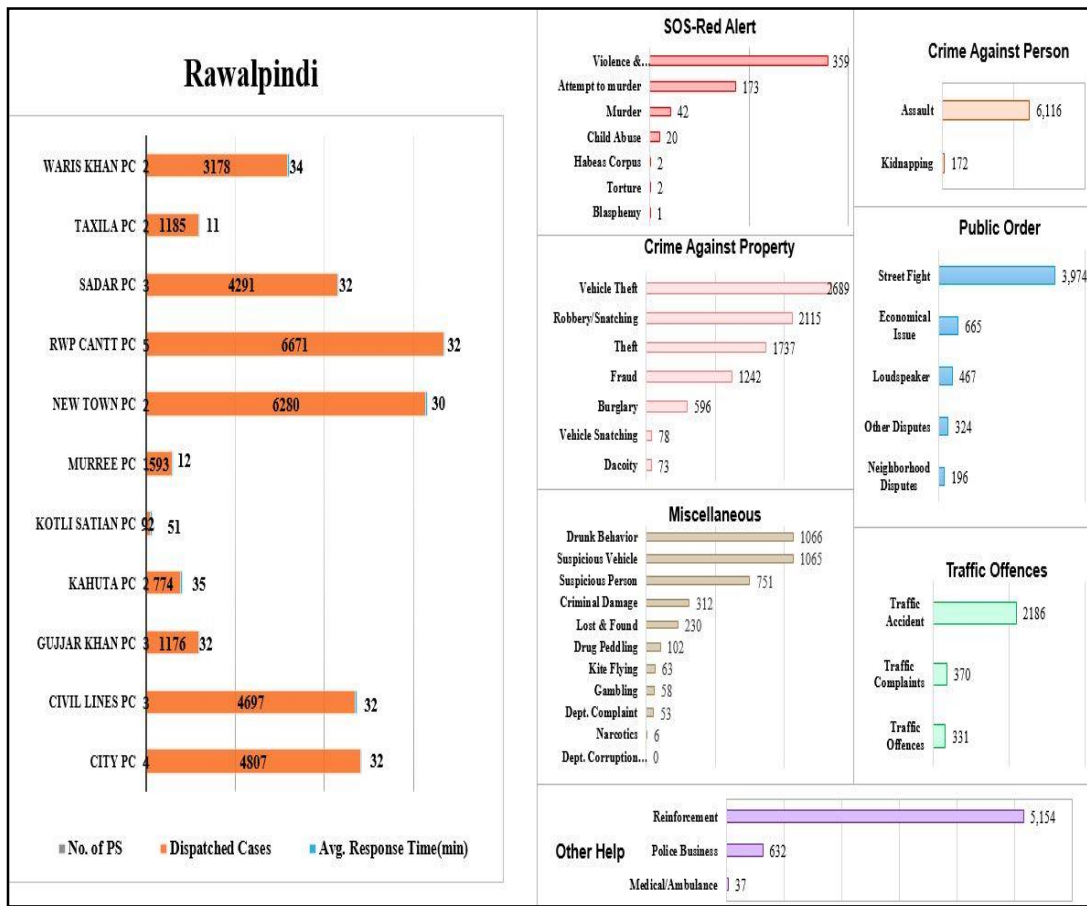 Rawalpindi
WARIS KHAN PC 2 3178 34
TAXILA PC 2 1185 11
SADAR PC 3 4291 32
RWP CANTT PC 5 6671 32
NEW TOWN PC 2 6280 30
MURREE PC 1 593 12
KOTLI SATIAN PC 92 51
KAHUTA PC 2 774 35
GUJJAR KHAN PC 3 1176 32
CIVIL LINES PC 3 4697 32
CITY PC 4 4807 32
No. of PS Dispatched Cases Avg. Response Time(min)
SOS-Red Alert
Violence &... 359
Attempt to murder 173
Murder 42
Child Abuse 20
Habeas Corpus 2
Torture 2
Blasphemy 1
Crime Against Property
Vehicle Theft 2689
Robbery/Snatching 2115
Theft 1737
Fraud 1242
Burglary 596
Vehicle Snatching 78
Dacoity 73
Miscellaneous
Drunk Behavior 1066
Suspicious Vehicle 1065
Suspicious Person 751
Criminal Damage 312
Lost & Found 230
Drug Peddling 102
Kite Flying 63
Gambling 58
Dept. Complaint 53
Narcotics 6
Dept. Corruption... 0
Crime Against Person
Assault 6,116
Kidnapping 172
Public Order
Street Fight 3,974
Economical
Issue 665
Loudspeaker 467
Other Disputes 324
Neighborhood
Disputes 196
Traffic Offences
Traffic
Accident 2186
Traffic
Complaints 370
Traffic
Offences 331
Other Help
Reinforcement 5,154
Police Business 632
Medical/Ambulance 37